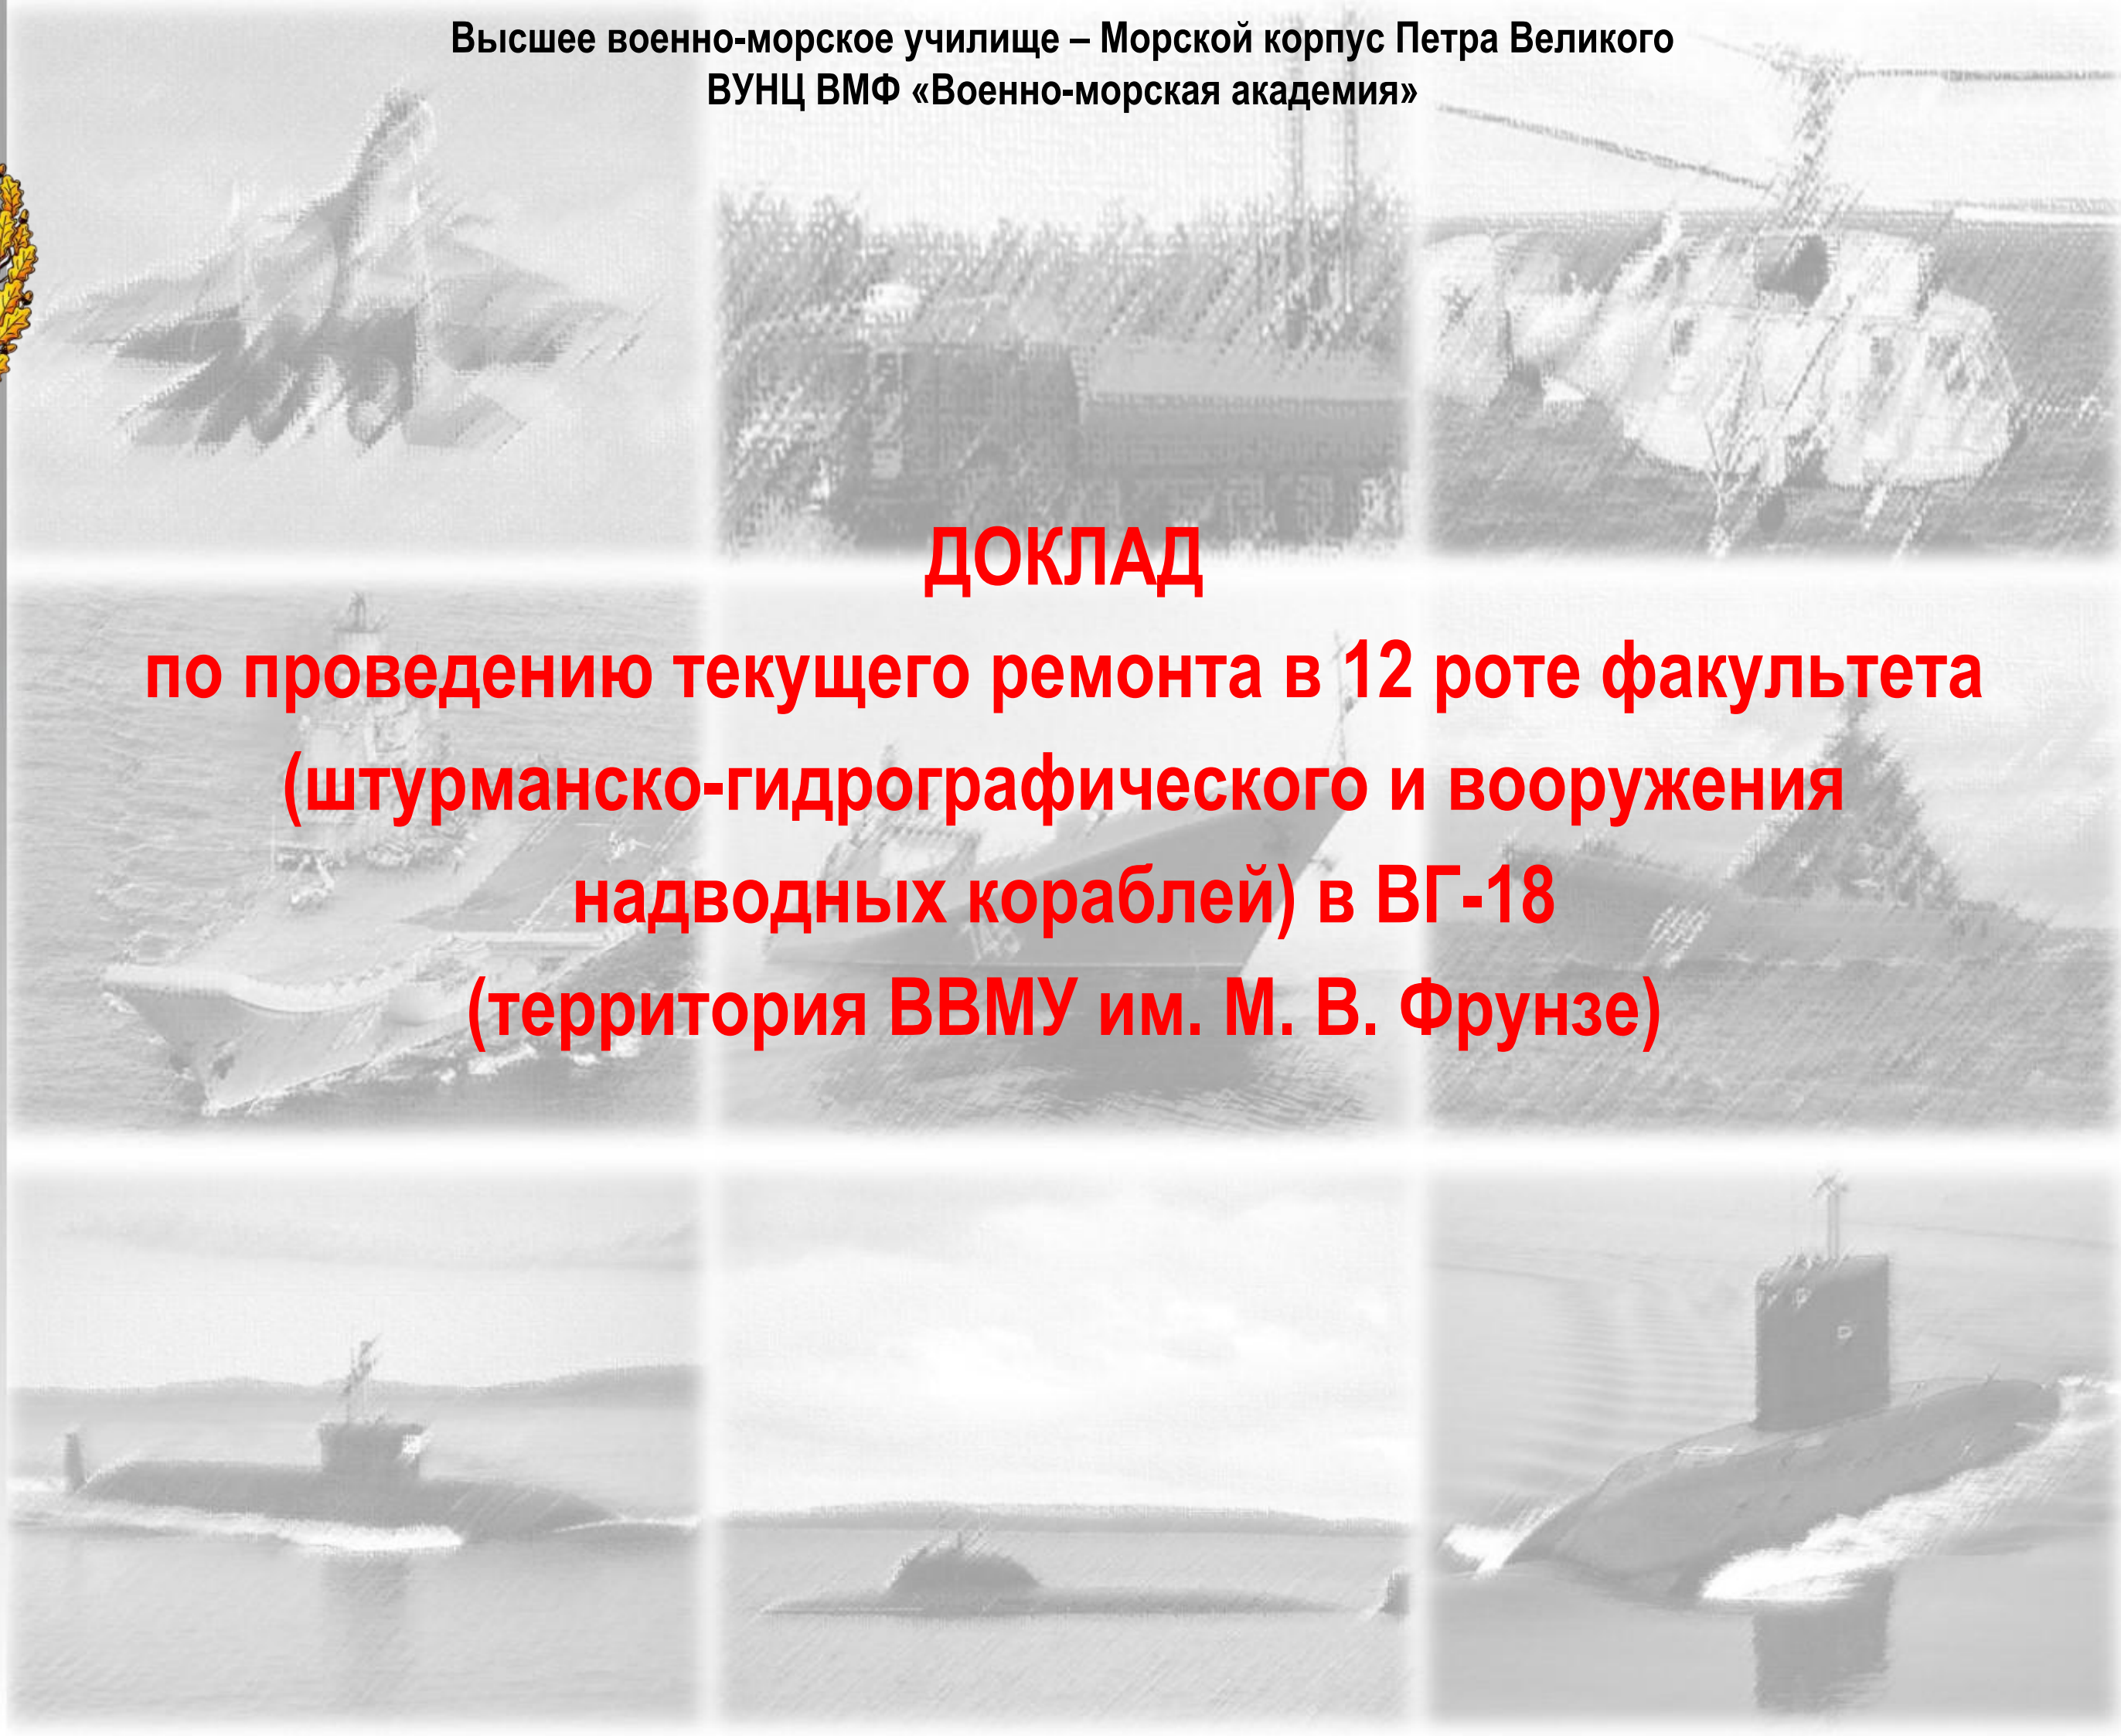 Высшее военно-морское училище – Морской корпус Петра Великого
ВУНЦ ВМФ «Военно-морская академия»
ДОКЛАД
по проведению текущего ремонта в 12 роте факультета
(штурманско-гидрографического и вооружения
надводных кораблей) в ВГ-18
(территория ВВМУ им. М. В. Фрунзе)